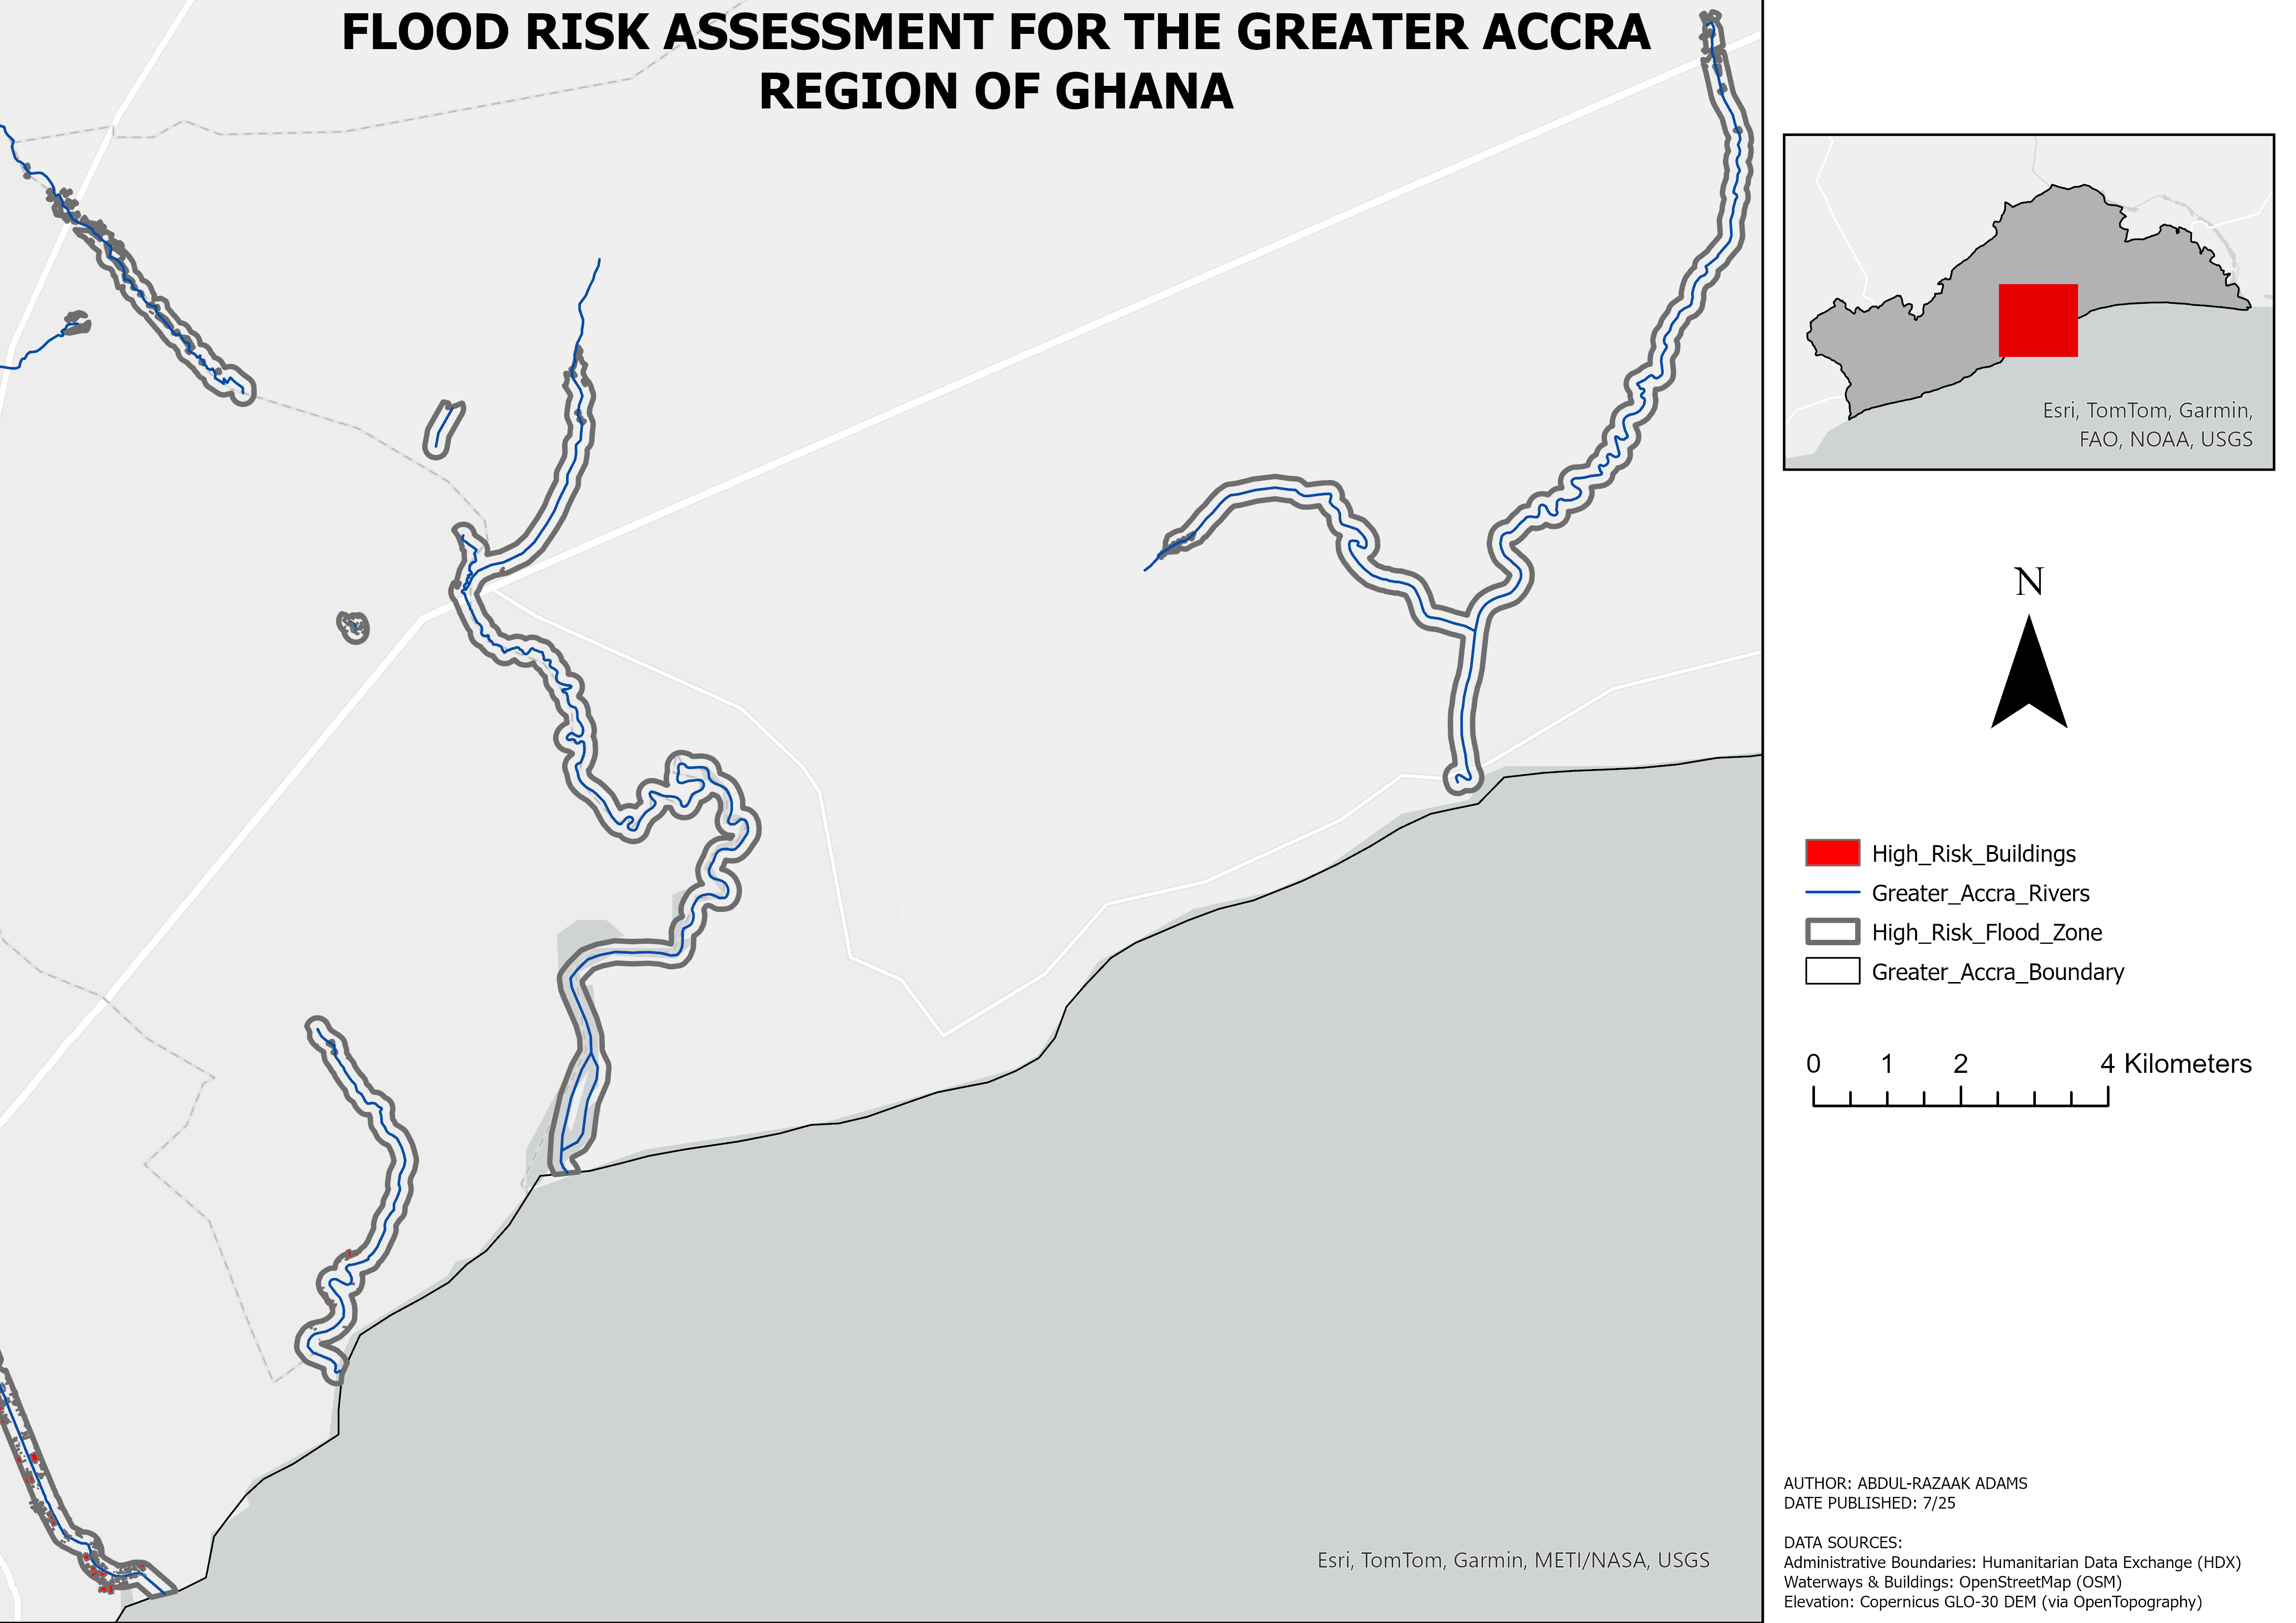 FLOOD RISK ASSESSMENT FOR THE GREATER ACCRA
REGION OF GHANA
Esri, TomTom, Garmin,
FAO, NOAA, USGS
N
High_Risk_Buildings
Greater_Accra_Rivers
High_Risk_Flood_Zone
Greater_Accra_Boundary
0 1 2 4 Kilometers
Esri, TomTom, Garmin, METI/NASA, USGS
AUTHOR: ABDUL-RAZAAK ADAMS
DATE PUBLISHED: 7/25
DATA SOURCES:
Administrative Boundaries: Humanitarian Data Exchange (HDX)
Waterways & Buildings: OpenStreetMap (OSM)
Elevation: Copernicus GLO-30 DEM (via OpenTopography)